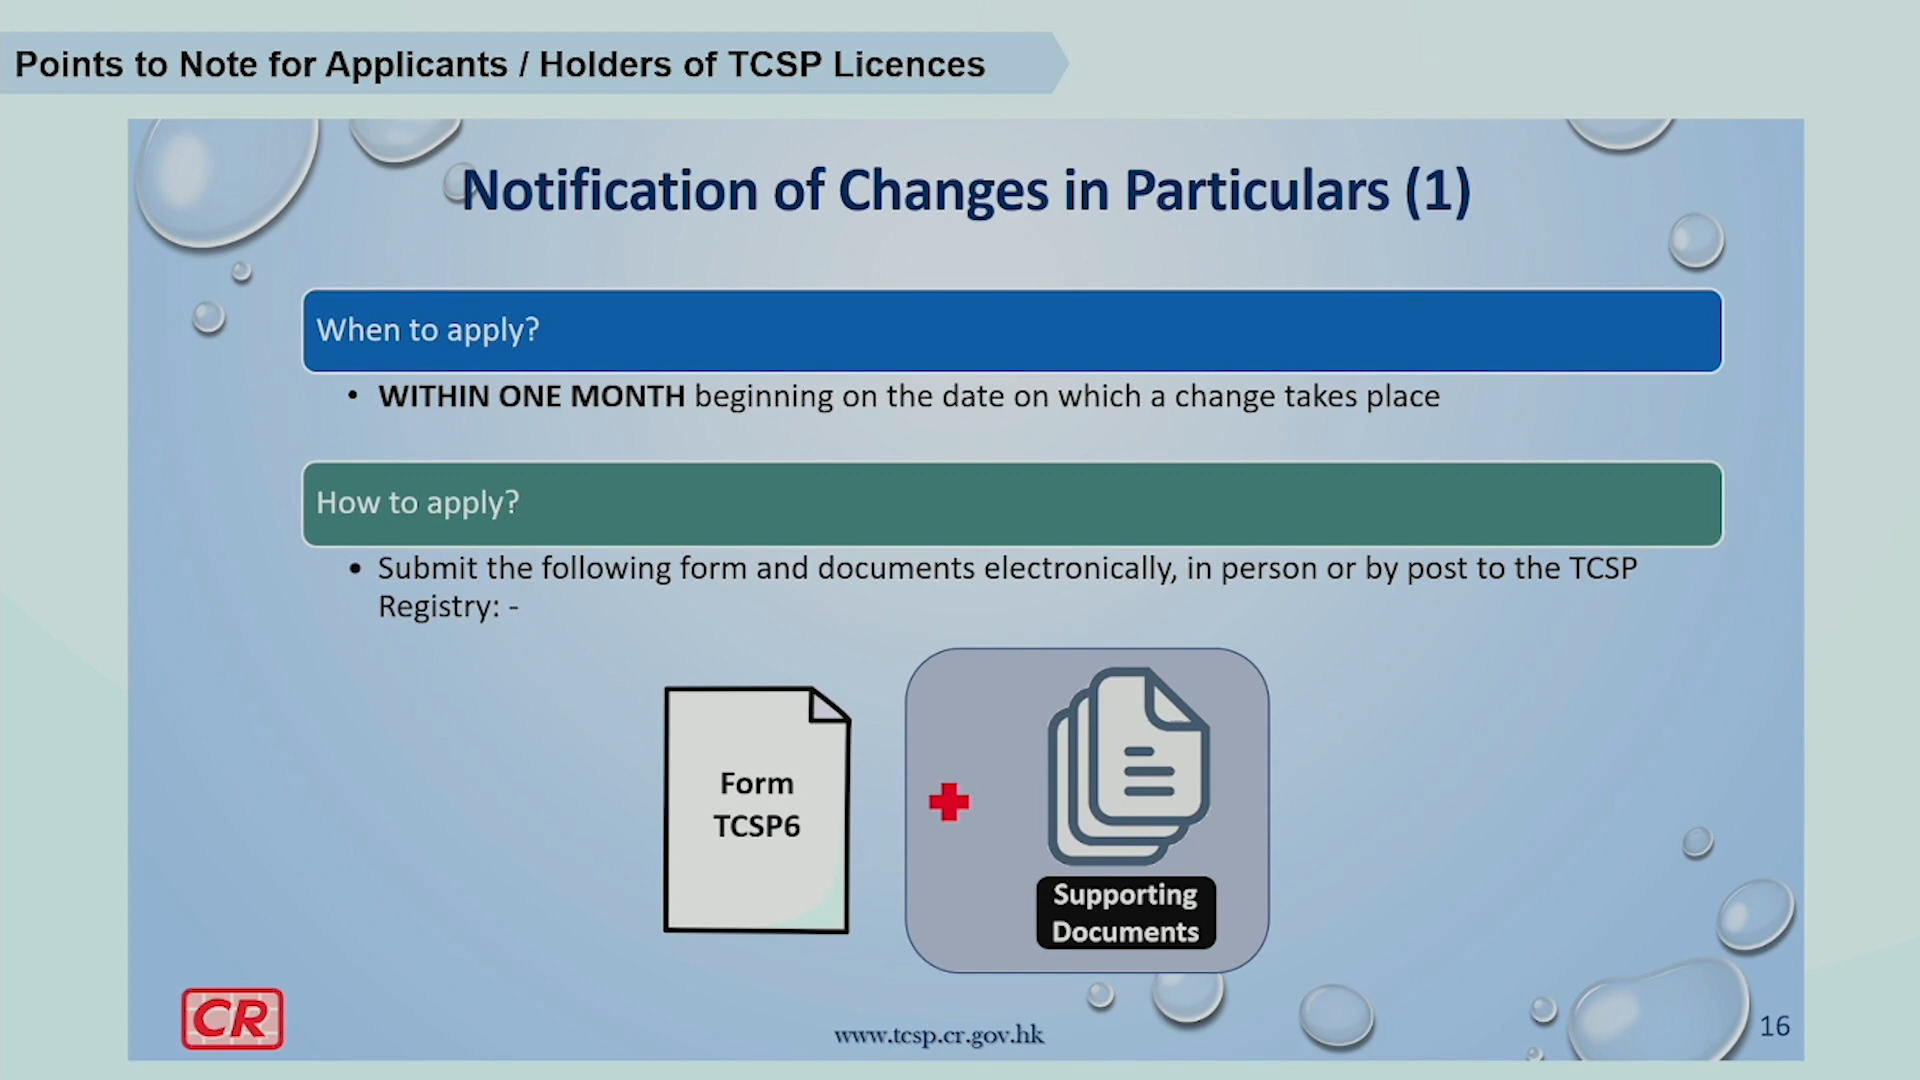 Points to Note for Applicants / Holders of TCSP Licences
Notification of Changes in Particulars (1)
When to apply?
• WITHIN ONE MONTH beginning on the date on which a change takes place
How to apply?
• Submit the following form and documents electronically, in person or by post to the TCSP
Registry: -
Form
TCSP6
Supporting
Documents
CR
www.tcsp.cr.gov.hk
16